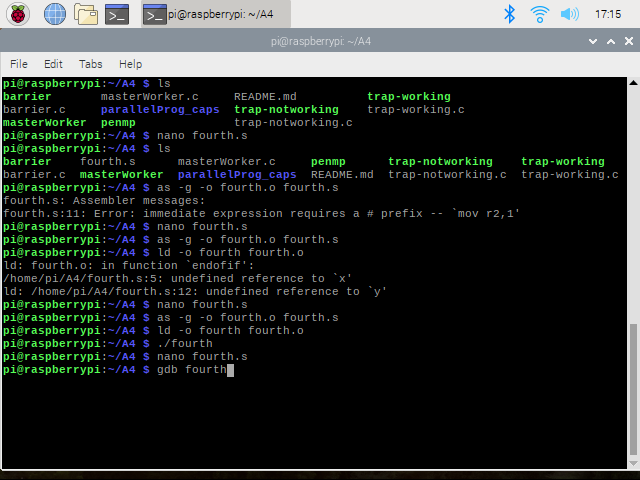 pi@raspberrypi: ~/A4 17:15
pi@raspberrypi: ~/A4
File Edit Tabs Help
pi@raspberrypi:~/A4 $ ls
barrier masterWorker.c README.md trap-working
barrier.c parallelProg_caps trap-notworking trap-working.c
masterWorker penmp trap-notworking.c
pi@raspberrypi:~/A4 $ nano fourth.s
pi@raspberrypi:~/A4 $ ls
barrier fourth.s masterWorker.c penmp trap-notworking trap-working
barrier.c masterWorker parallelProg_caps README.md trap-notworking.c trap-working.c
pi@raspberrypi:~/A4 $ as -g -o fourth.o fourth.s
fourth.s: Assembler messages:
fourth.s:11: Error: immediate expression requires a # prefix -- `mov r2,1'
pi@raspberrypi:~/A4 $ nano fourth.s
pi@raspberrypi:~/A4 $ as -g -o fourth.o fourth.s
pi@raspberrypi:~/A4 $ ld -o fourth fourth.o
ld: fourth.o: in function `endofif':
/home/pi/A4/fourth.s:5: undefined reference to `x'
ld: /home/pi/A4/fourth.s:12: undefined reference to `y'
pi@raspberrypi:~/A4 $ nano fourth.s
pi@raspberrypi:~/A4 $ as -g -o fourth.o fourth.s
pi@raspberrypi:~/A4 $ ld -o fourth fourth.o
pi@raspberrypi:~/A4 $ ./fourth
pi@raspberrypi:~/A4 $ nano fourth.s
pi@raspberrypi:~/A4 $ gdb fourth